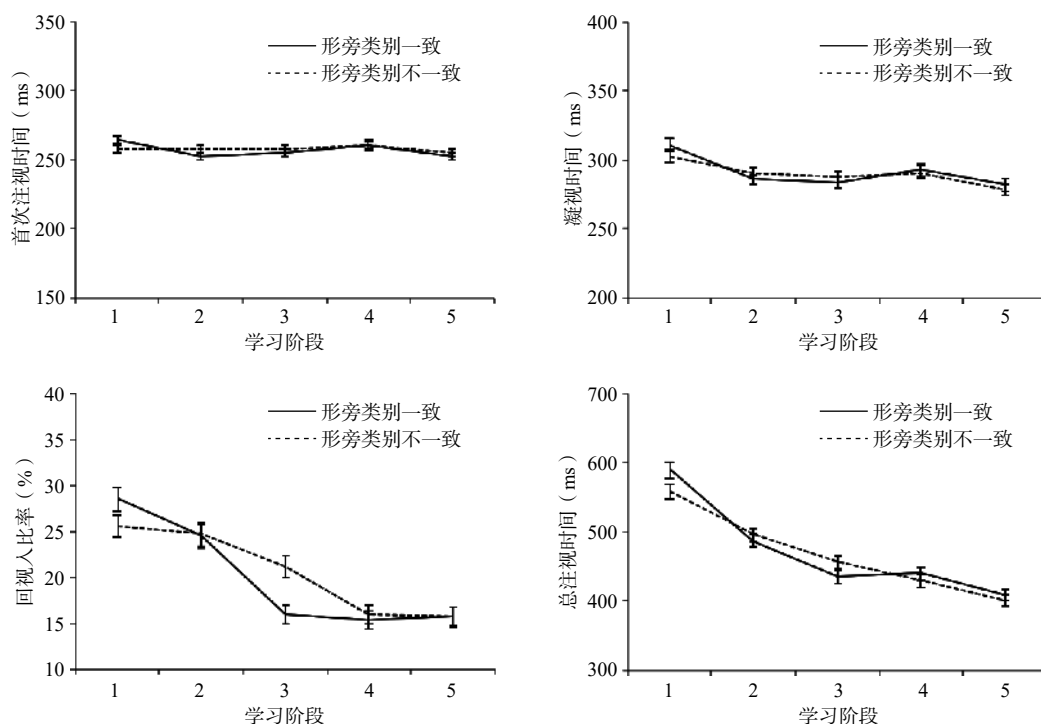 350
300
250
200
150
首次注视时间(ms)
形旁类别一致
形旁类别不一致
1 2 3 4 5
学习阶段
400
350
300
250
200
凝视时间(ms)
形旁类别一致
形旁类别不一致
1 2 3 4 5
学习阶段
40
35
30
25
20
15
10
回视入比率(%)
形旁类别一致
形旁类别不一致
1 2 3 4 5
学习阶段
700
600
500
400
300
总注视时间(ms)
形旁类别一致
形旁类别不一致
1 2 3 4 5
学习阶段